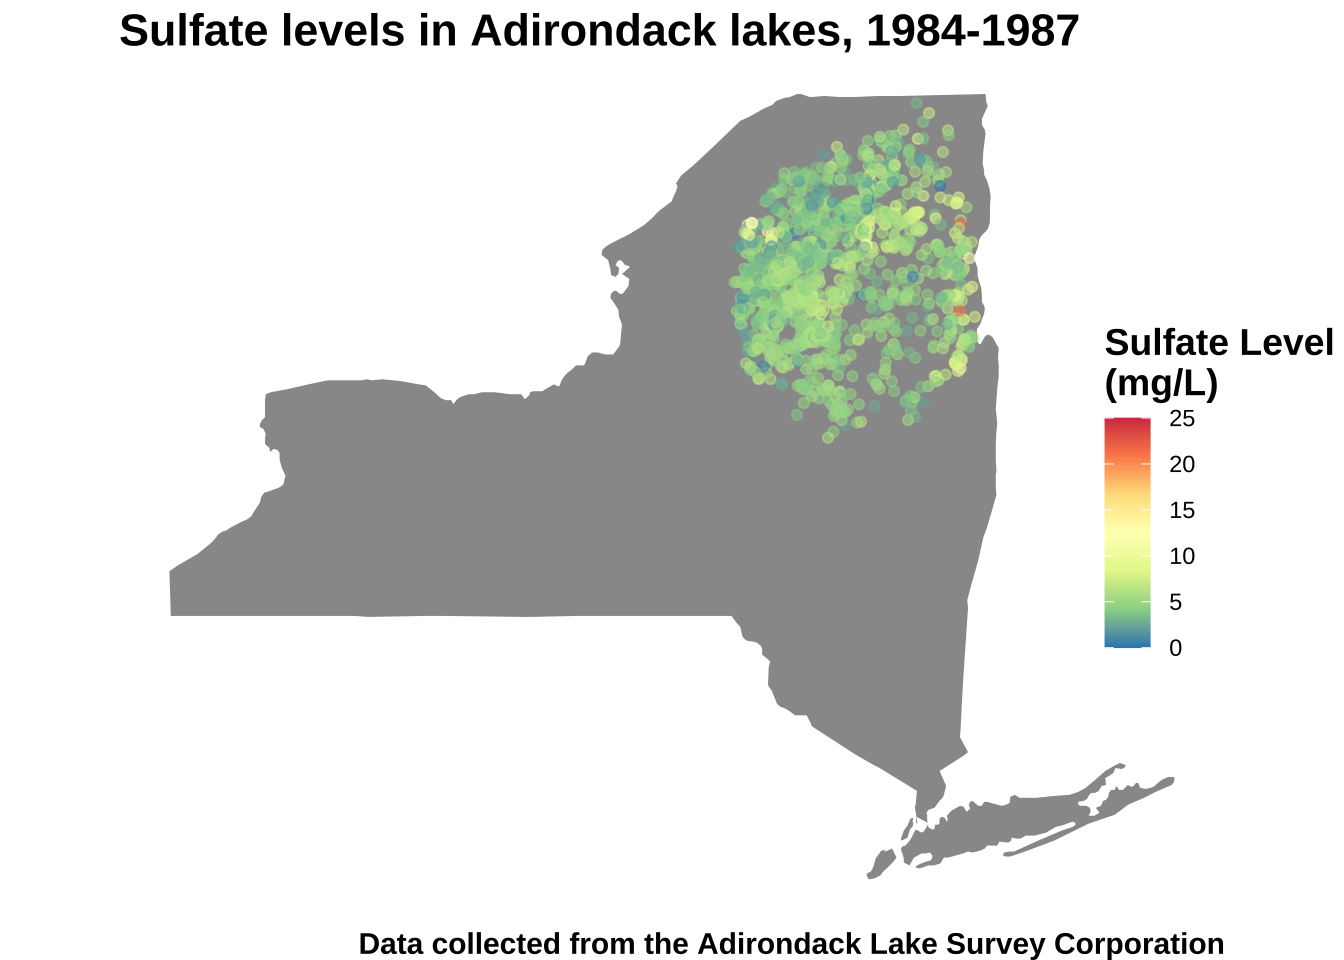 Sulfate levels in Adirondack lakes, 1984-1987
Sulfate Level
(mg/L)
25
20
15
10
5
0
Data collected from the Adirondack Lake Survey Corporation